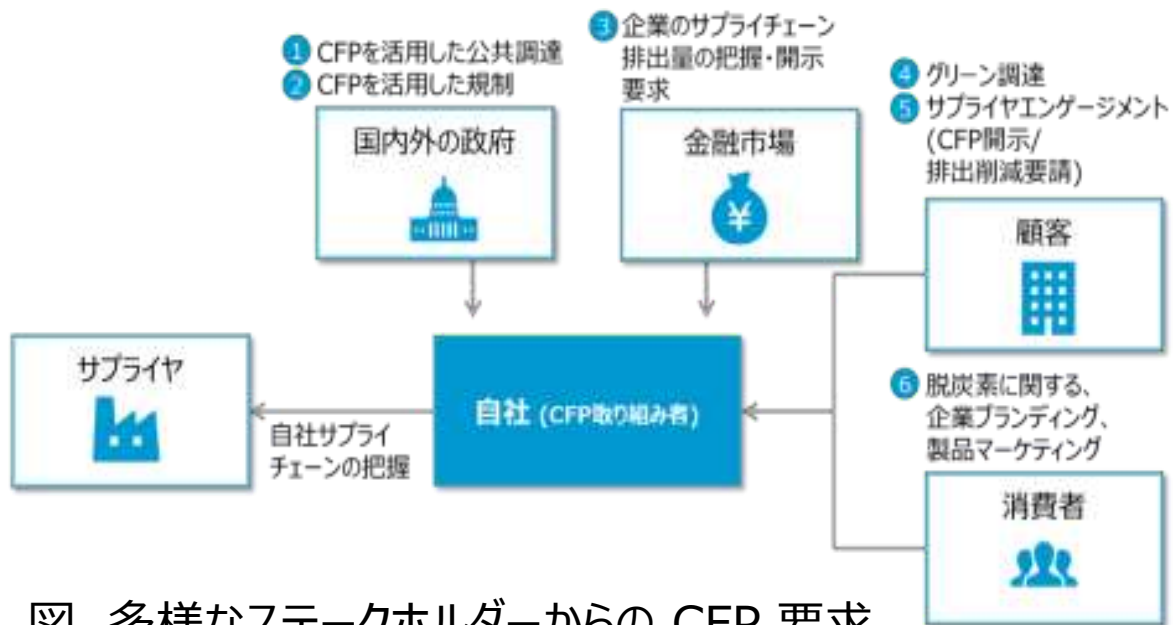 ① CFPを活用した公共調達
② CFPを活用した規制
国内外の政府
③ 企業のサプライチェーン
排出量の把握・開示
要求
金融市場
④ グリーン調達
⑤ サプライヤエンゲージメント
(CFP開示/
排出削減要請)
顧客
サプライヤ
自社サプライ
チェーンの把握
自社 (CFP取り組み者)
⑥ 脱炭素に関する、
企業ブランディング、
製品マーケティング
消費者
図 多様なステークホルダーからの CFP 要求